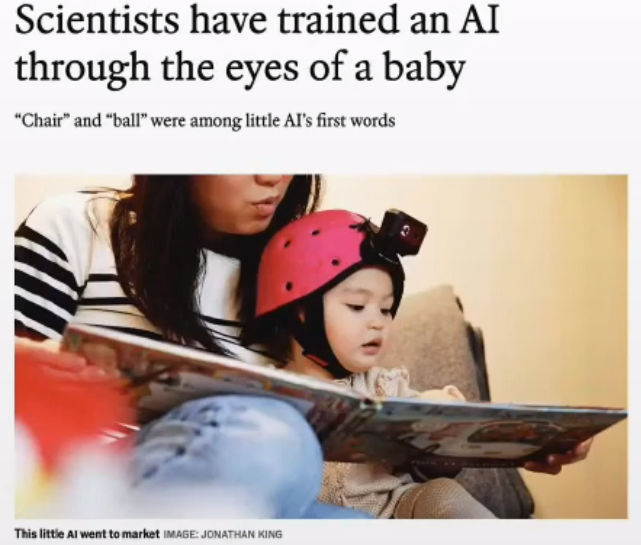 Scientists have trained an AI
through the eyes of a baby
“Chair” and “ball” were among little AI’s first words
This little AI went to market IMAGE: JONATHAN KING